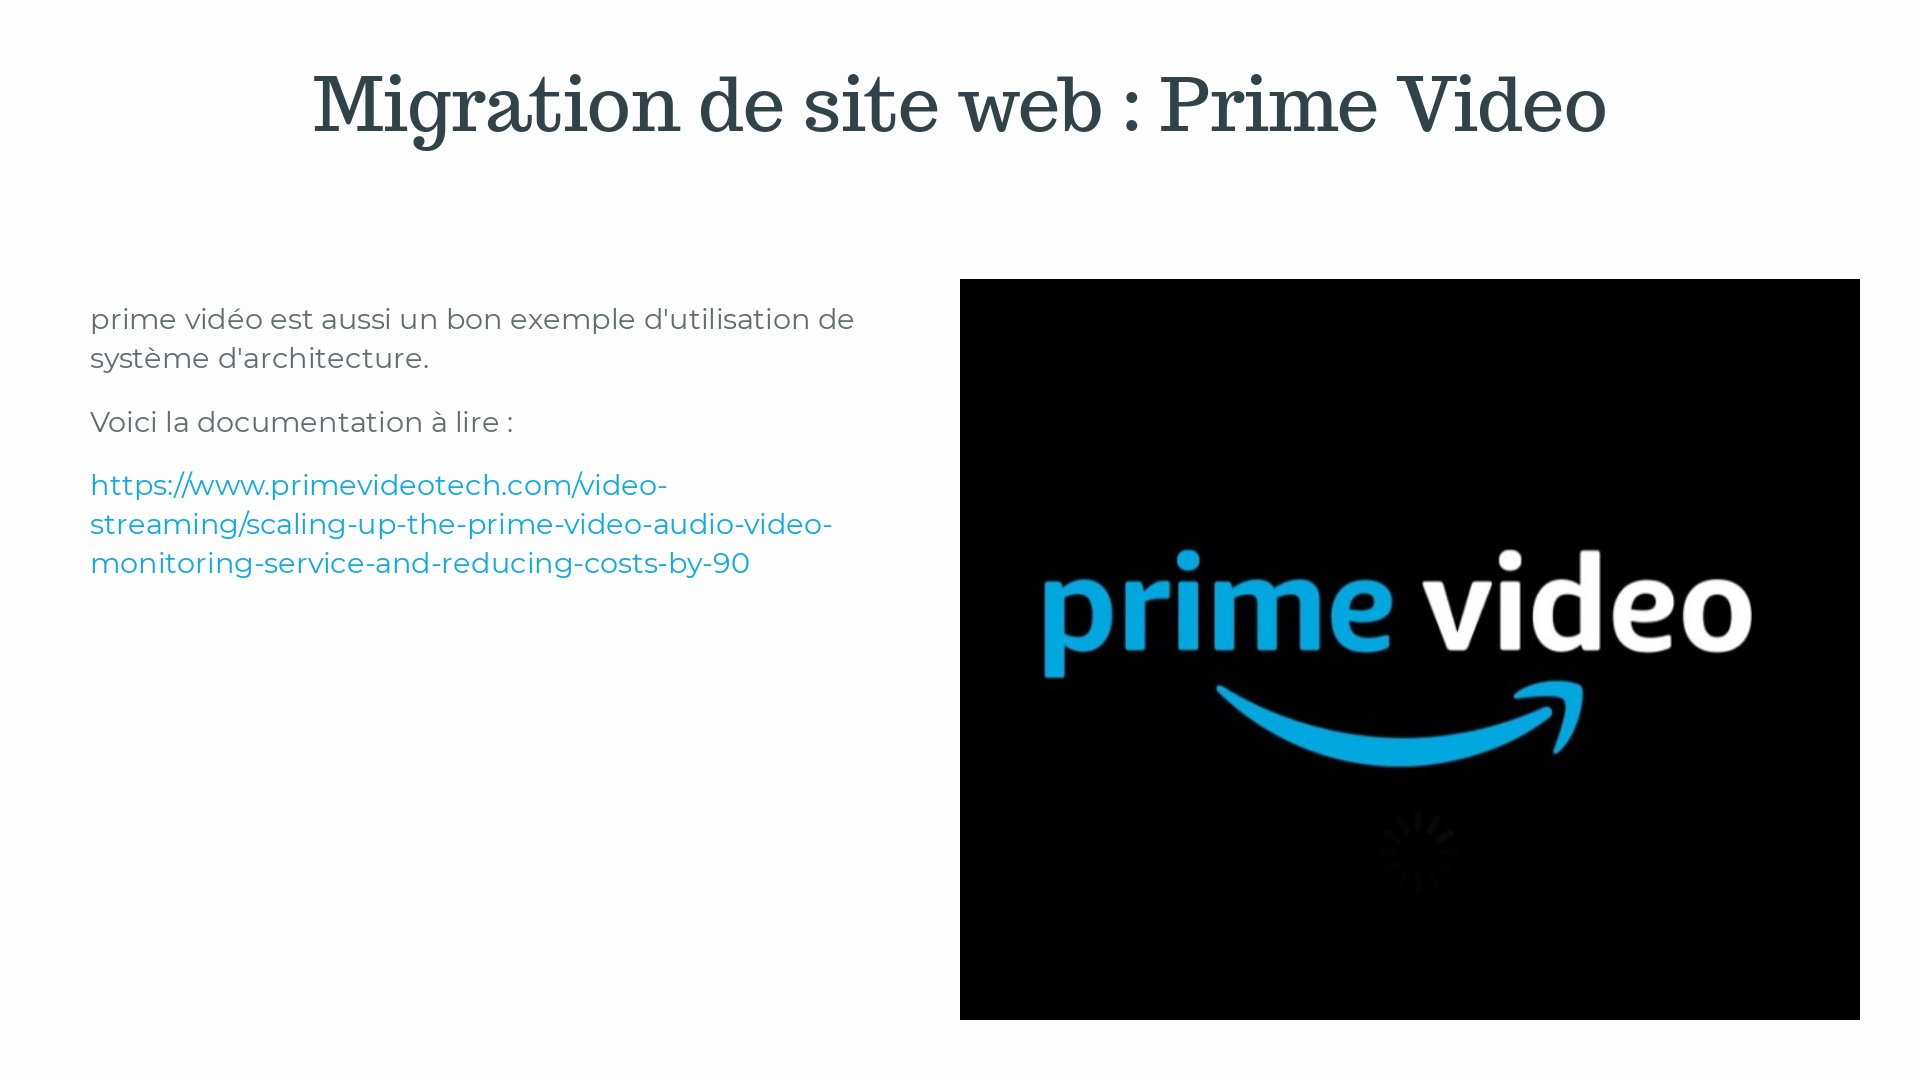 Migration de site web : Prime Video
prime vidéo est aussi un bon exemple d'utilisation de
système d'architecture.
Voici la documentation à lire :
https://www.primevideotech.com/video-
streaming/scaling-up-the-prime-video-audio-video-
monitoring-service-and-reducing-costs-by-90
prime video